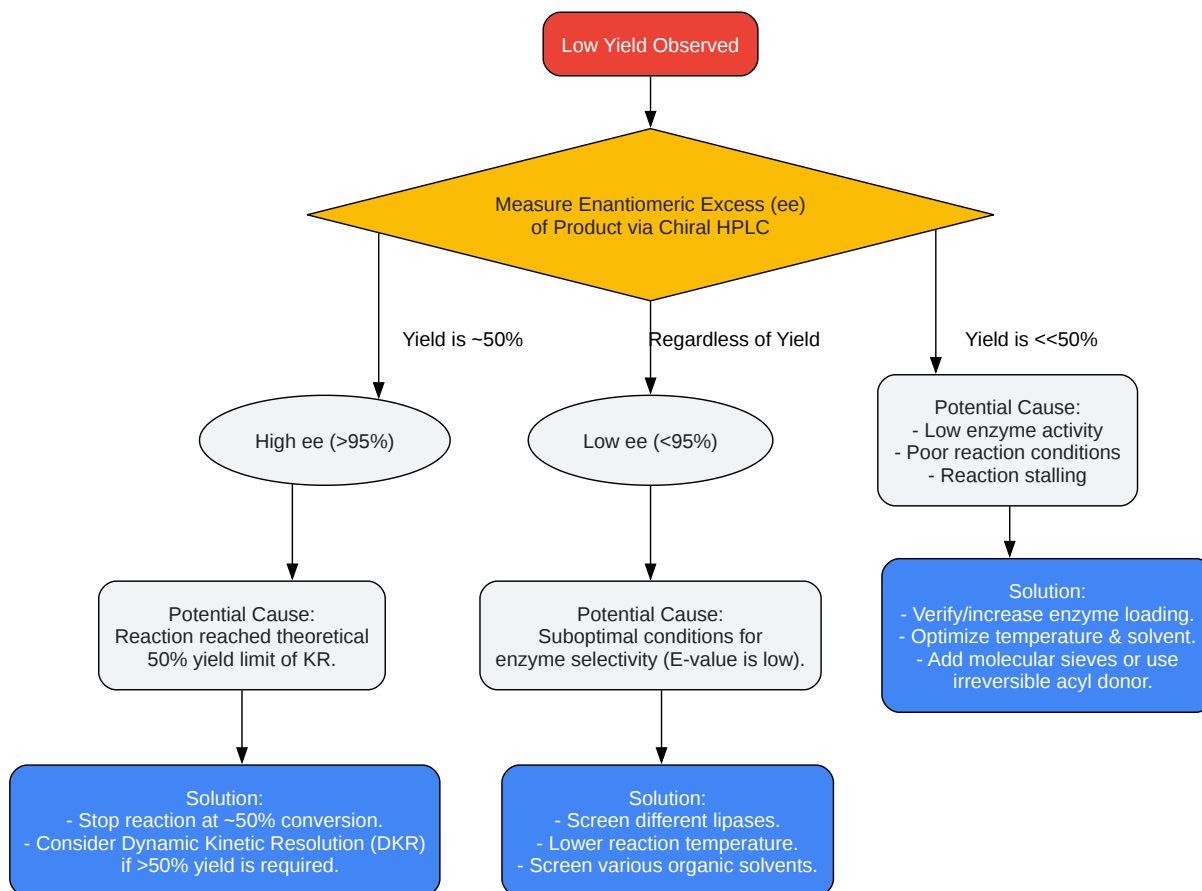 Low Yield Observed
Measure Enantiomeric Excess (ee)
of Product via Chiral HPLC
Yield is ~50%
Regardless of Yield
Yield is <<50%
High ee (>95%)
Low ee (<95%)
Potential Cause:
- Low enzyme activity
- Poor reaction conditions
- Reaction stalling
Potential Cause:
Reaction reached theoretical
50% yield limit of KR.
Potential Cause:
Suboptimal conditions for
enzyme selectivity (E-value is low).
Solution:
- Verify/increase enzyme loading.
- Optimize temperature & solvent.
- Add molecular sieves or use
irreversible acyl donor.
Solution:
- Stop reaction at ~50% conversion.
- Consider Dynamic Kinetic Resolution (DKR)
if >50% yield is required.
Solution:
- Screen different lipases.
- Lower reaction temperature.
- Screen various organic solvents.